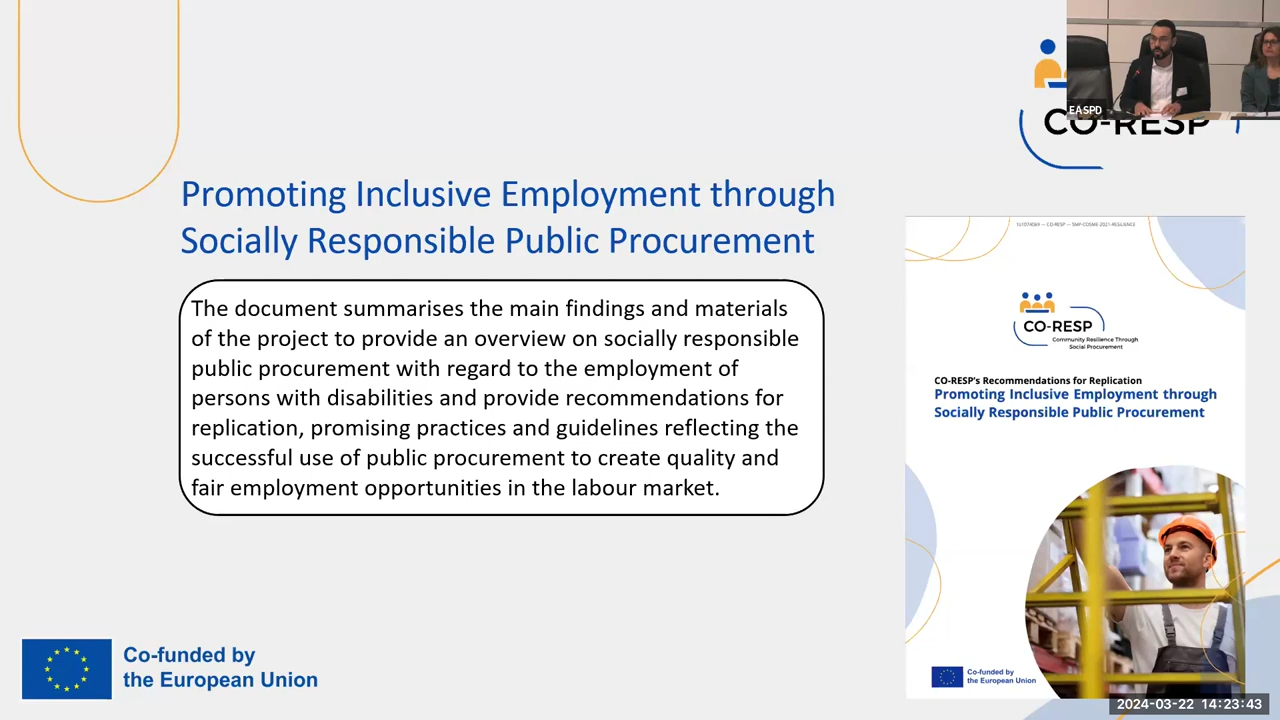 EASPD
CO-RESP
Promoting Inclusive Employment through
Socially Responsible Public Procurement
The document summarises the main findings and materials
of the project to provide an overview on socially responsible
public procurement with regard to the employment of
persons with disabilities and provide recommendations for
replication, promising practices and guidelines reflecting the
successful use of public procurement to create quality and
fair employment opportunities in the labour market.
CO-RESP
Community Resilience Through
Social Procurement
CO-RESP's Recommendations for Replication
Promoting Inclusive Employment through
Socially Responsible Public Procurement
Co-funded by
the European Union
Co-funded by
the European Union
2024-03-22 14:23:43